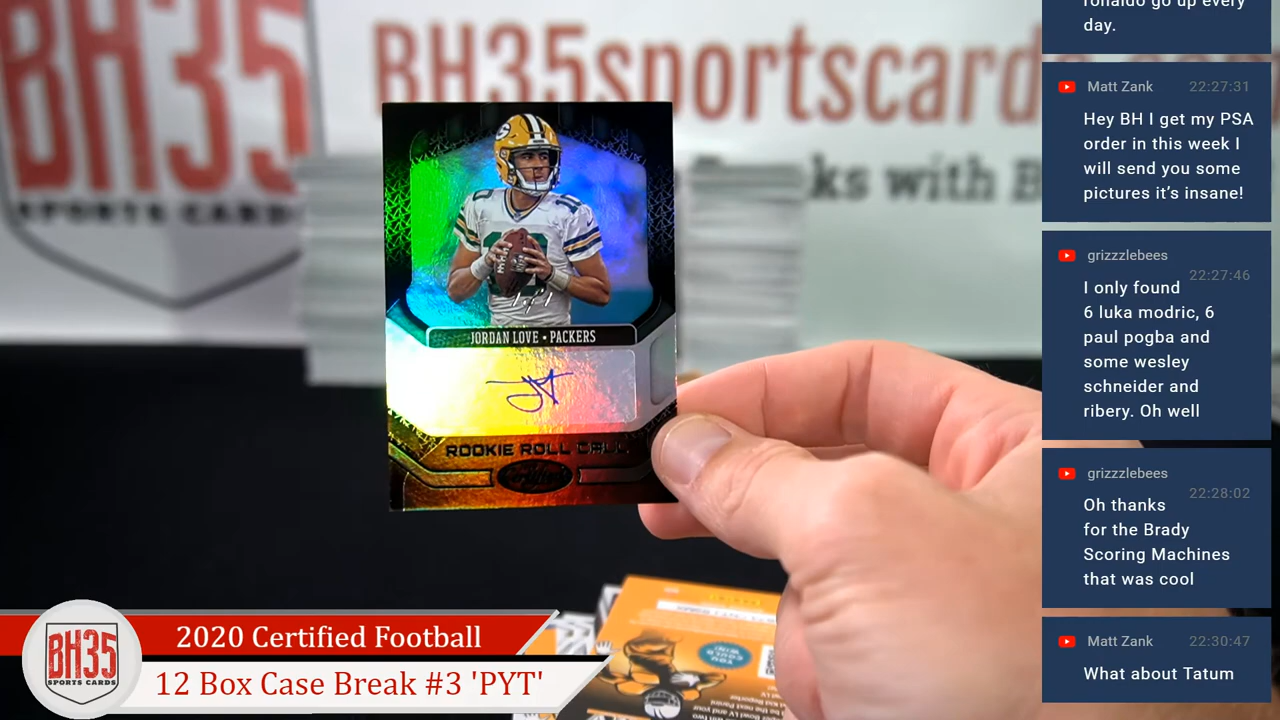 BH35
SPORTS CARDS
BH35sportscards
ks with B
JORDAN LOVE • PACKERS
ROOKIE ROLL CALL
Certified
YOU
COULD
WIN
2020 Certified Football
12 Box Case Break #3 'PYT'
BH35
SPORTS CARDS
ronaldo go up every
day.
Matt Zank 22:27:31
Hey BH I get my PSA
order in this week I
will send you some
pictures it’s insane!
grizzzlebees
22:27:46
I only found
6 luka modric, 6
paul pogba and
some wesley
schneider and
ribery. Oh well
grizzzlebees
22:28:02
Oh thanks
for the Brady
Scoring Machines
that was cool
Matt Zank 22:30:47
What about Tatum